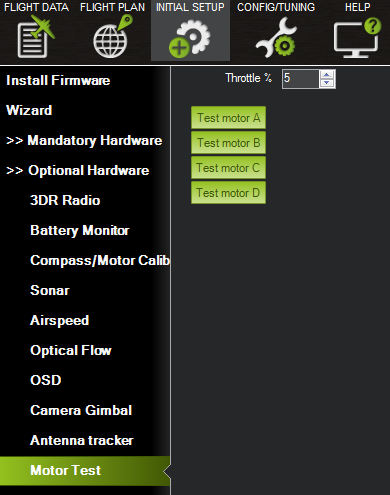 FLIGHT DATA FLIGHT PLAN INITIAL SETUP CONFIG/TUNING HELP
?
Install Firmware
Wizard
>> Mandatory Hardware
>> Optional Hardware
3DR Radio
Battery Monitor
Compass/Motor Calib
Sonar
Airspeed
Optical Flow
OSD
Camera Gimbal
Antenna tracker
Motor Test
Throttle % 5
Test motor A
Test motor B
Test motor C
Test motor D